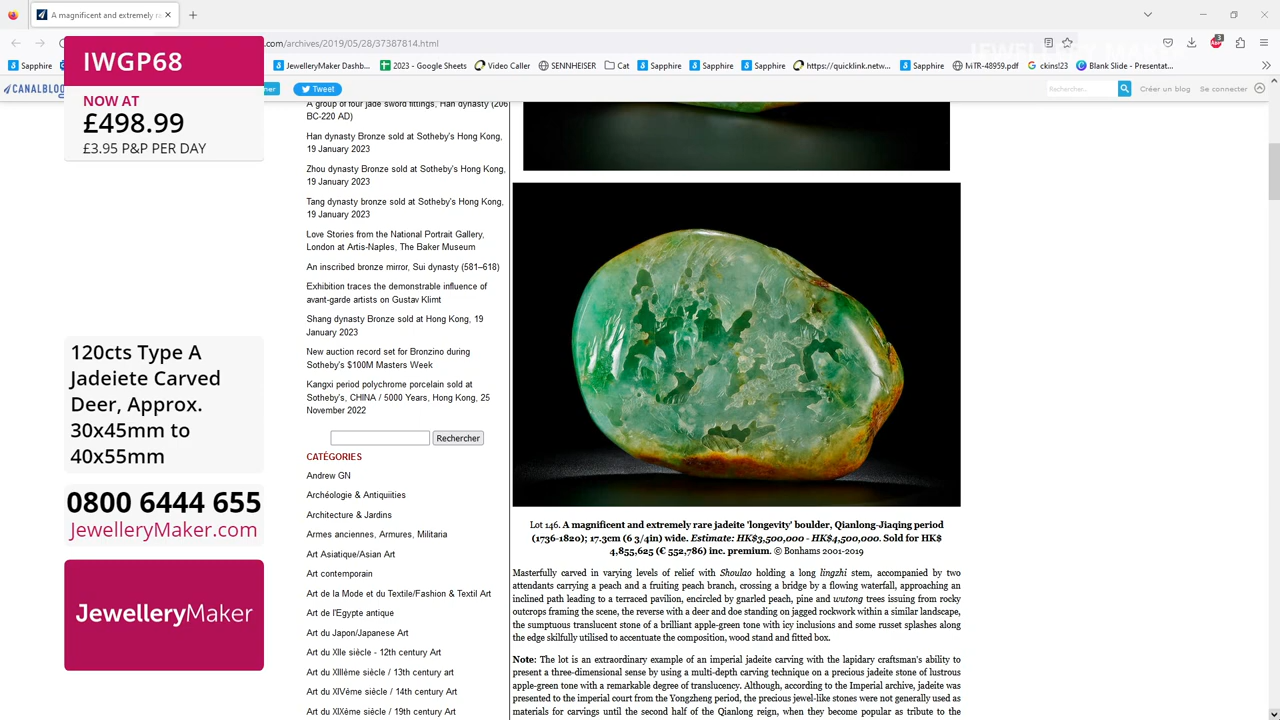 A magnificent and extremely r
.com/archives/2019/05/28/37387814.html
3
Sapphire
JewelleryMaker Dashb...
2023 - Google Sheets
Video Caller
SENNHEISER
Cat
Sapphire
Sapphire
Sapphire
https://quicklink.netw...
Sapphire
NiTR-48959.pdf
ckins!23
Blank Slide - Presentat...
JEWELLERY MAK
IWGP68
NOW AT
£498.99
£3.95 P&P PER DAY
CANALBLOG
Tweet
Rechercher...
Créer un blog
Se connecter
A group of four jade sword fittings, Han dynasty (206
BC-220 AD)
Han dynasty Bronze sold at Sotheby's Hong Kong,
19 January 2023
Zhou dynasty Bronze sold at Sotheby's Hong Kong,
19 January 2023
Tang dynasty bronze sold at Sotheby's Hong Kong,
19 January 2023
Love Stories from the National Portrait Gallery,
London at Artis-Naples, The Baker Museum
An inscribed bronze mirror, Sui dynasty (581–618)
Exhibition traces the demonstrable influence of
avant-garde artists on Gustav Klimt
Shang dynasty Bronze sold at Hong Kong, 19
January 2023
New auction record set for Bronzino during
Sotheby's $100M Masters Week
Kangxi period polychrome porcelain sold at
Sotheby's, CHINA / 5000 Years, Hong Kong, 25
November 2022
Rechercher
CATÉGORIES
Andrew GN
Archéologie & Antiquiities
Architecture & Jardins
Armes anciennes, Armures, Militaria
Art Asiatique/Asian Art
Art contemporain
Art de la Mode et du Textile/Fashion & Textil Art
Art de l'Egypte antique
Art du Japon/Japanese Art
Art du XIIe siècle - 12th century Art
Art du XIIIème siècle / 13th century art
Art du XIVème siècle / 14th century Art
Art du XIXème siècle / 19th century Art
120cts Type A
Jadeiete Carved
Deer, Approx.
30x45mm to
40x55mm
0800 6444 655
JewelleryMaker.com
JewelleryMaker
Lot 146. A magnificent and extremely rare jadeite 'longevity' boulder, Qianlong-Jiaqing period
(1736-1820); 17.3cm (6 3/4in) wide. Estimate: HK$3,500,000 - HK$4,500,000. Sold for HK$
4,855,625 (€ 552,786) inc. premium. © Bonhams 2001-2019
Masterfully carved in varying levels of relief with Shoulao holding a long lingzhi stem, accompanied by two
attendants carrying a peach and a fruiting peach branch, crossing a bridge by a flowing waterfall, approaching an
inclined path leading to a terraced pavilion, encircled by gnarled peach, pine and wutong trees issuing from rocky
outcrops framing the scene, the reverse with a deer and doe standing on jagged rockwork within a similar landscape,
the sumptuous translucent stone of a brilliant apple-green tone with icy inclusions and some russet splashes along
the edge skilfully utilised to accentuate the composition, wood stand and fitted box.
Note: The lot is an extraordinary example of an imperial jadeite carving with the lapidary craftsman's ability to
present a three-dimensional sense by using a multi-depth carving technique on a precious jadeite stone of lustrous
apple-green tone with a remarkable degree of translucency. Although, according to the Imperial archive, jadeite was
presented to the imperial court from the Yongzheng period, the precious jewel-like stones were not generally used as
materials for carvings until the second half of the Qianlong reign, when they become popular as tribute to the